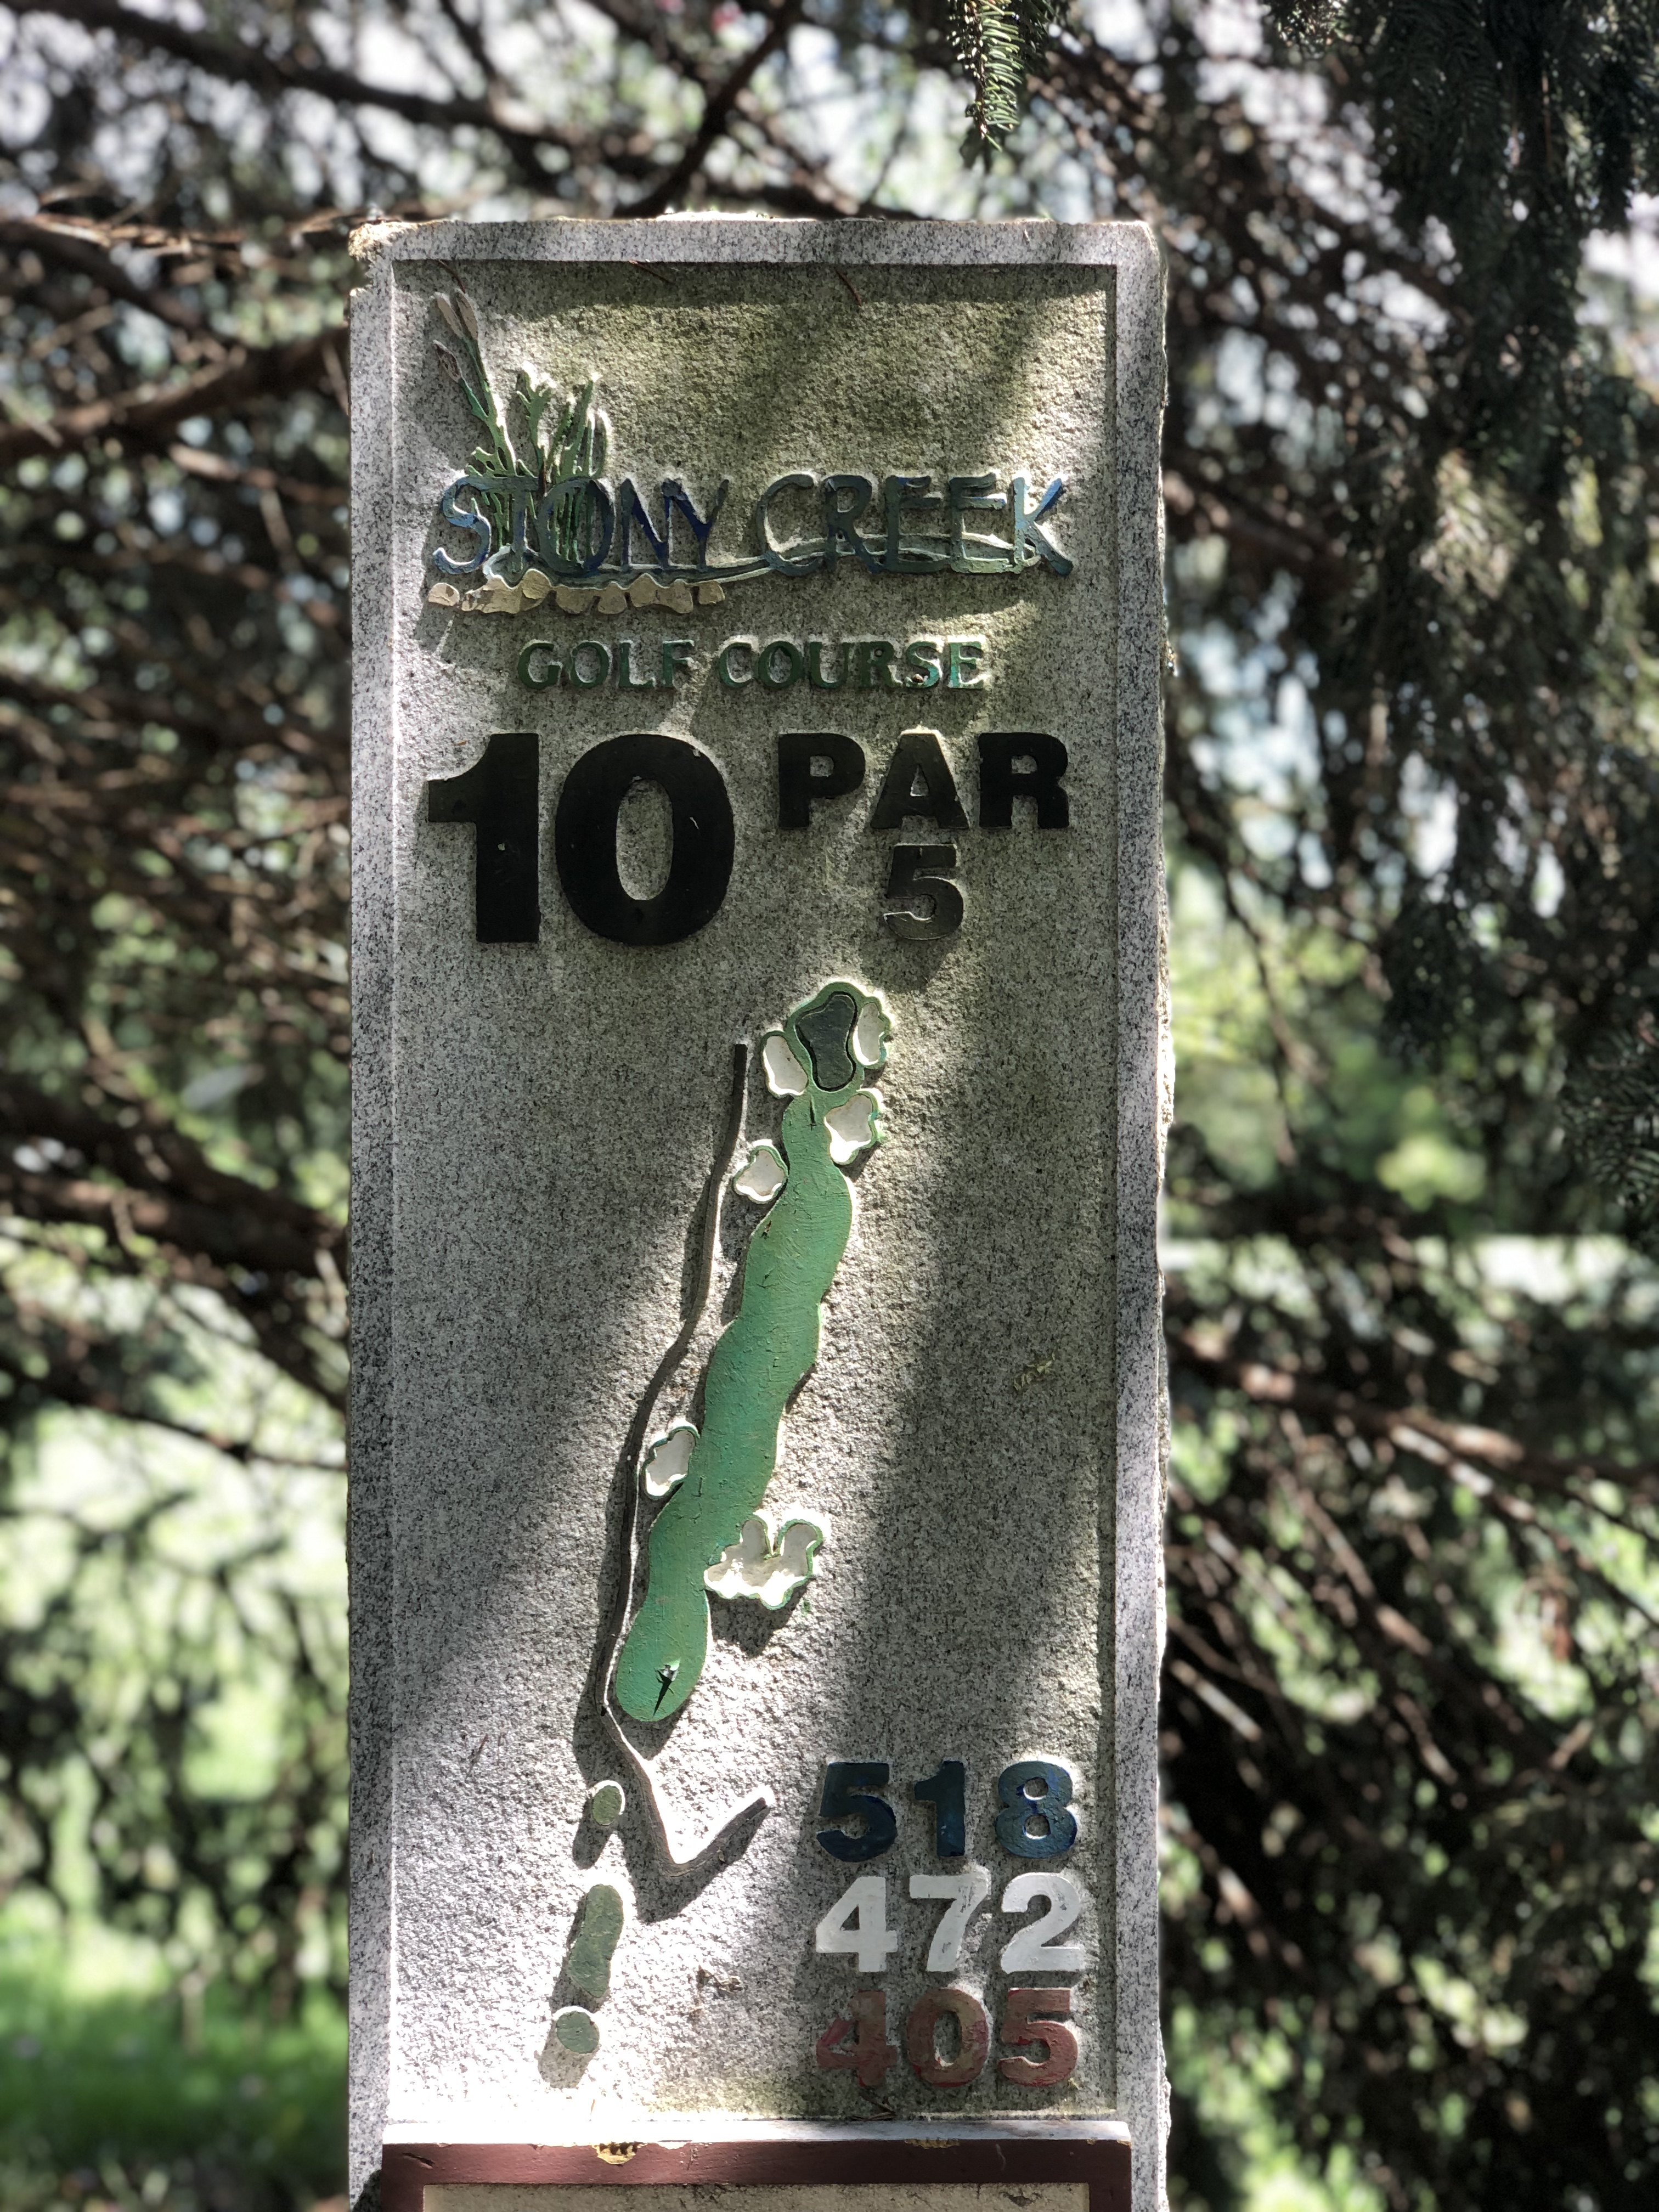 STONY CREEK
GOLF COURSE
10 PAR
5
518
472
405